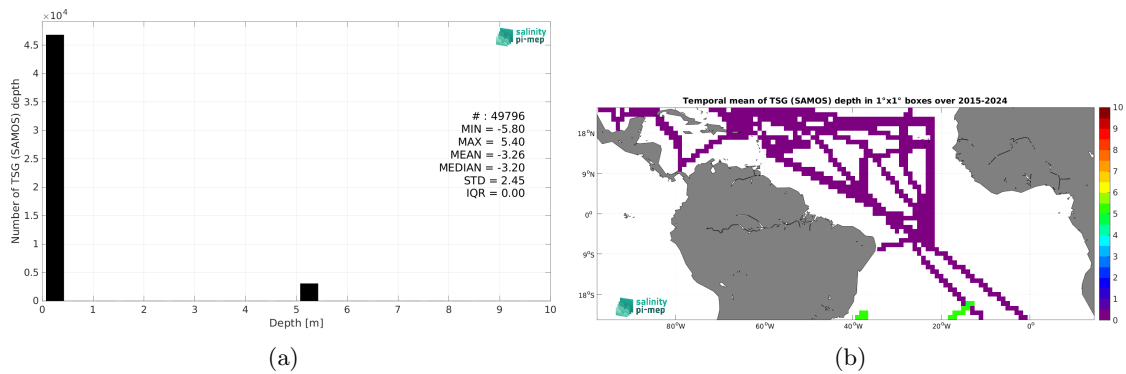 ×10⁴
4.5
4
3.5
3
2.5
2
1.5
1
0.5
0
Number of TSG (SAMOS) depth
salinity
pi-mep
# : 49796
MIN = -5.80
MAX = 5.40
MEAN = -3.26
MEDIAN = -3.20
STD = 2.45
IQR = 0.00
0 1 2 3 4 5 6 7 8 9 10
Depth [m]
(a)
Temporal mean of TSG (SAMOS) depth in 1°x1° boxes over 2015-2024
18°N
9°N
0°
9°S
18°S
salinity
pi-mep
80°W 60°W 40°W 20°W 0°
10
9
8
7
6
5
4
3
2
1
0
(b)